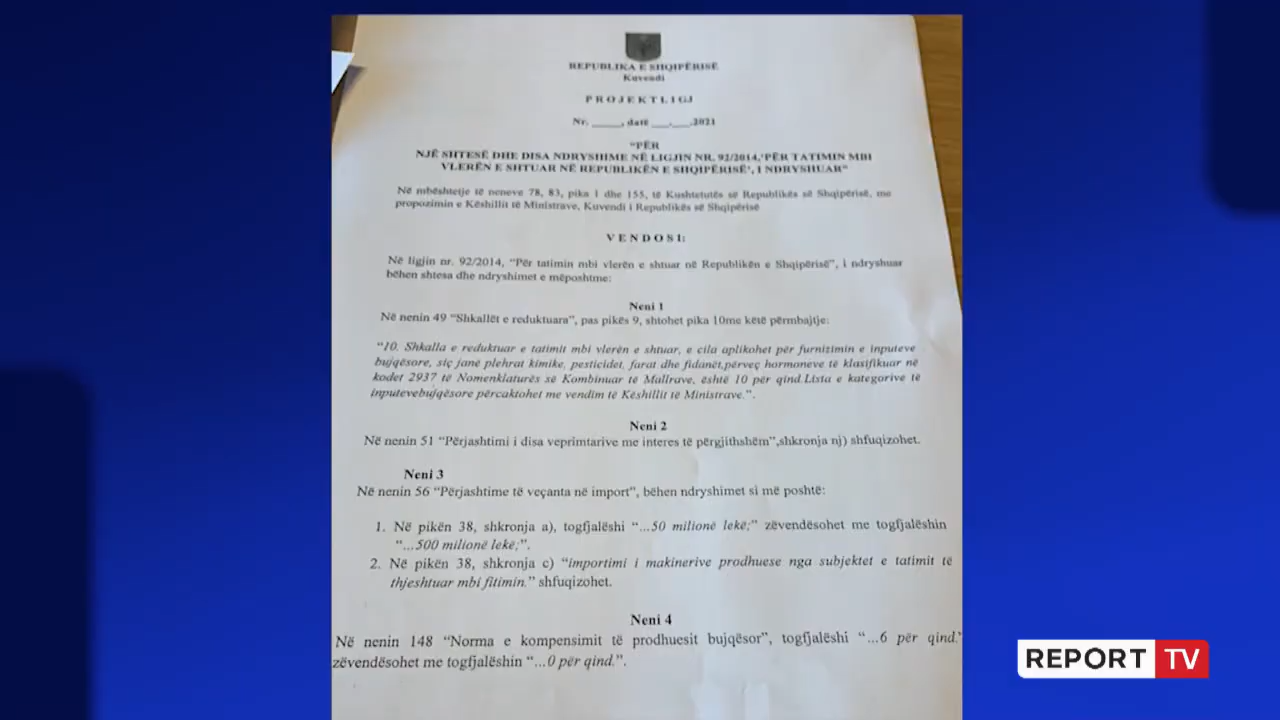 REPUBLIKA E SHQIPËRISË
Kuvendi
PROJEKTLIGJ
Nr. _____, datë ___.___.2021
“PËR
NJË SHTESË DHE DISA NDRYSHIME NË LIGJIN NR. 92/2014,‘PËR TATIMIN MBI
VLERËN E SHTUAR NË REPUBLIKËN E SHQIPËRISË’, I NDRYSHUAR”
Në mbështetje të neneve 78, 83, pika 1 dhe 155, të Kushtetutës së Republikës së Shqipërisë, me
propozimin e Këshillit të Ministrave, Kuvendi i Republikës së Shqipërisë
VENDOSI:
Në ligjin nr. 92/2014, “Për tatimin mbi vlerën e shtuar në Republikën e Shqipërisë”, i ndryshuar
bëhen shtesa dhe ndryshimet e mëposhtme:
Neni 1
Në nenin 49 “Shkallët e reduktuara”, pas pikës 9, shtohet pika 10me këtë përmbajtje:
“10. Shkalla e reduktuar e tatimit mbi vlerën e shtuar, e cila aplikohet për furnizimin e inputeve
bujqësore, siç janë plehrat kimike, pesticidet, farat dhe fidanët,përveç hormoneve të klasifikuar në
kodet 2937 të Nomenklaturës së Kombinuar të Mallrave, është 10 për qind.Lista e kategorive të
inputevebujqësore përcaktohet me vendim të Këshillit të Ministrave.”.
Neni 2
Në nenin 51 “Përjashtimi i disa veprimtarive me interes të përgjithshëm”,shkronja nj) shfuqizohet.
Neni 3
Në nenin 56 “Përjashtime të veçanta në import”, bëhen ndryshimet si më poshtë:
1. Në pikën 38, shkronja a), togfjalëshi “...50 milionë lekë;” zëvendësohet me togfjalëshin
“...500 milionë lekë;”.
2. Në pikën 38, shkronja c) “importimi i makinerive prodhuese nga subjektet e tatimit të
thjeshtuar mbi fitimin.” shfuqizohet.
Neni 4
Në nenin 148 “Norma e kompensimit të prodhuesit bujqësor”, togfjalëshi “...6 për qind.”
zëvendësohet me togfjalëshin “...0 për qind.”.
REPORT TV